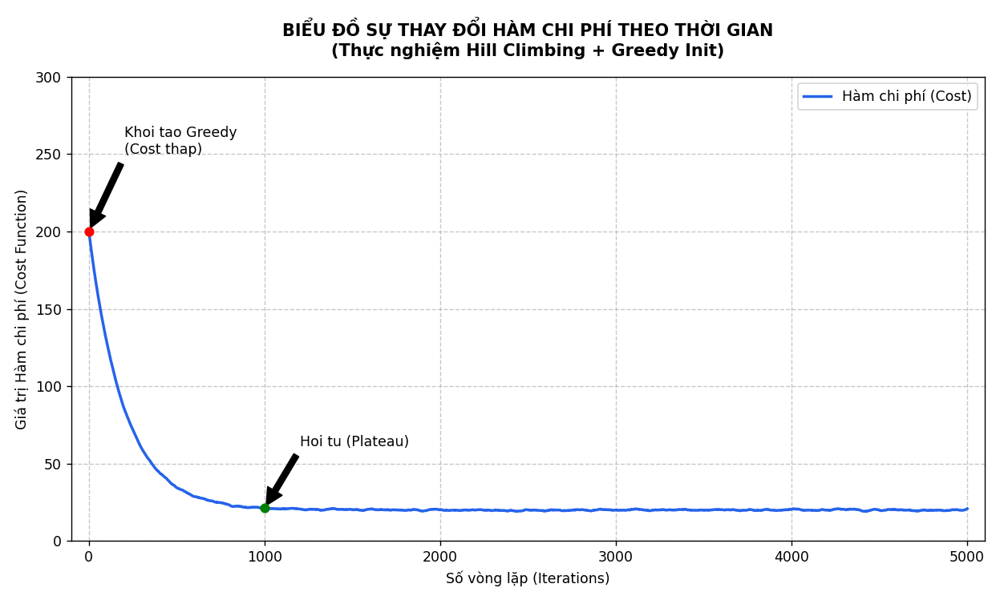 BIỂU ĐỒ SỰ THAY ĐỔI HÀM CHI PHÍ THEO THỜI GIAN
(Thực nghiệm Hill Climbing + Greedy Init)
Hàm chi phí (Cost)
Khoi tao Greedy
(Cost thap)
Hoi tu (Plateau)
Giá trị Hàm chi phí (Cost Function)
300
250
200
150
100
50
0
0
1000
2000
3000
4000
5000
Số vòng lặp (Iterations)